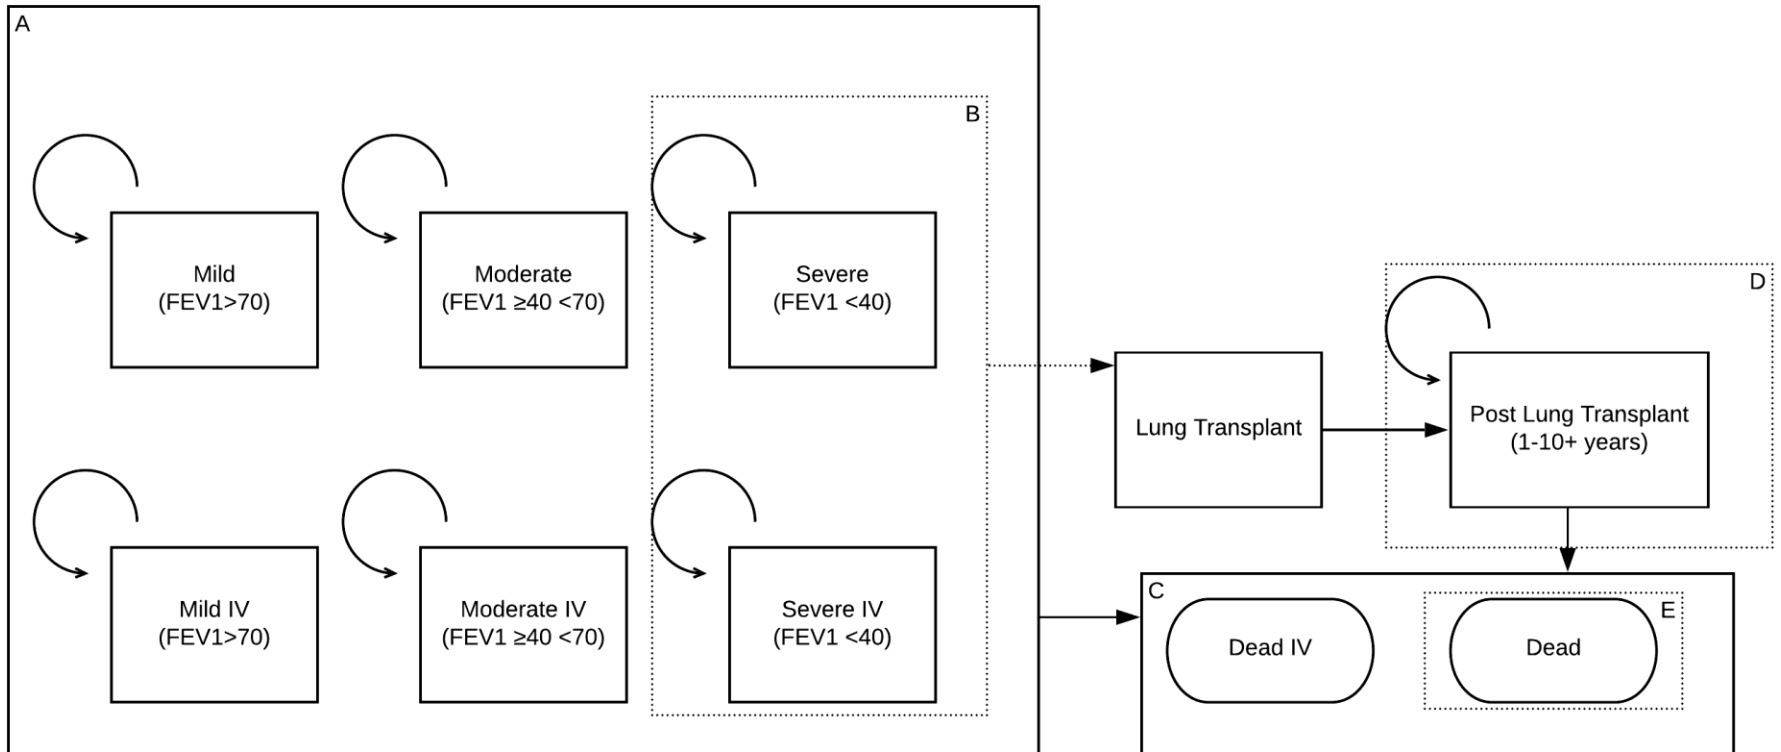 A
B
Mild
(FEV1>70)
Moderate
(FEV1 ≥40 <70)
Severe
(FEV1 <40)
D
Lung Transplant
Post Lung Transplant
(1-10+ years)
Mild IV
(FEV1>70)
Moderate IV
(FEV1 ≥40 <70)
Severe IV
(FEV1 <40)
C
Dead IV
Dead
E